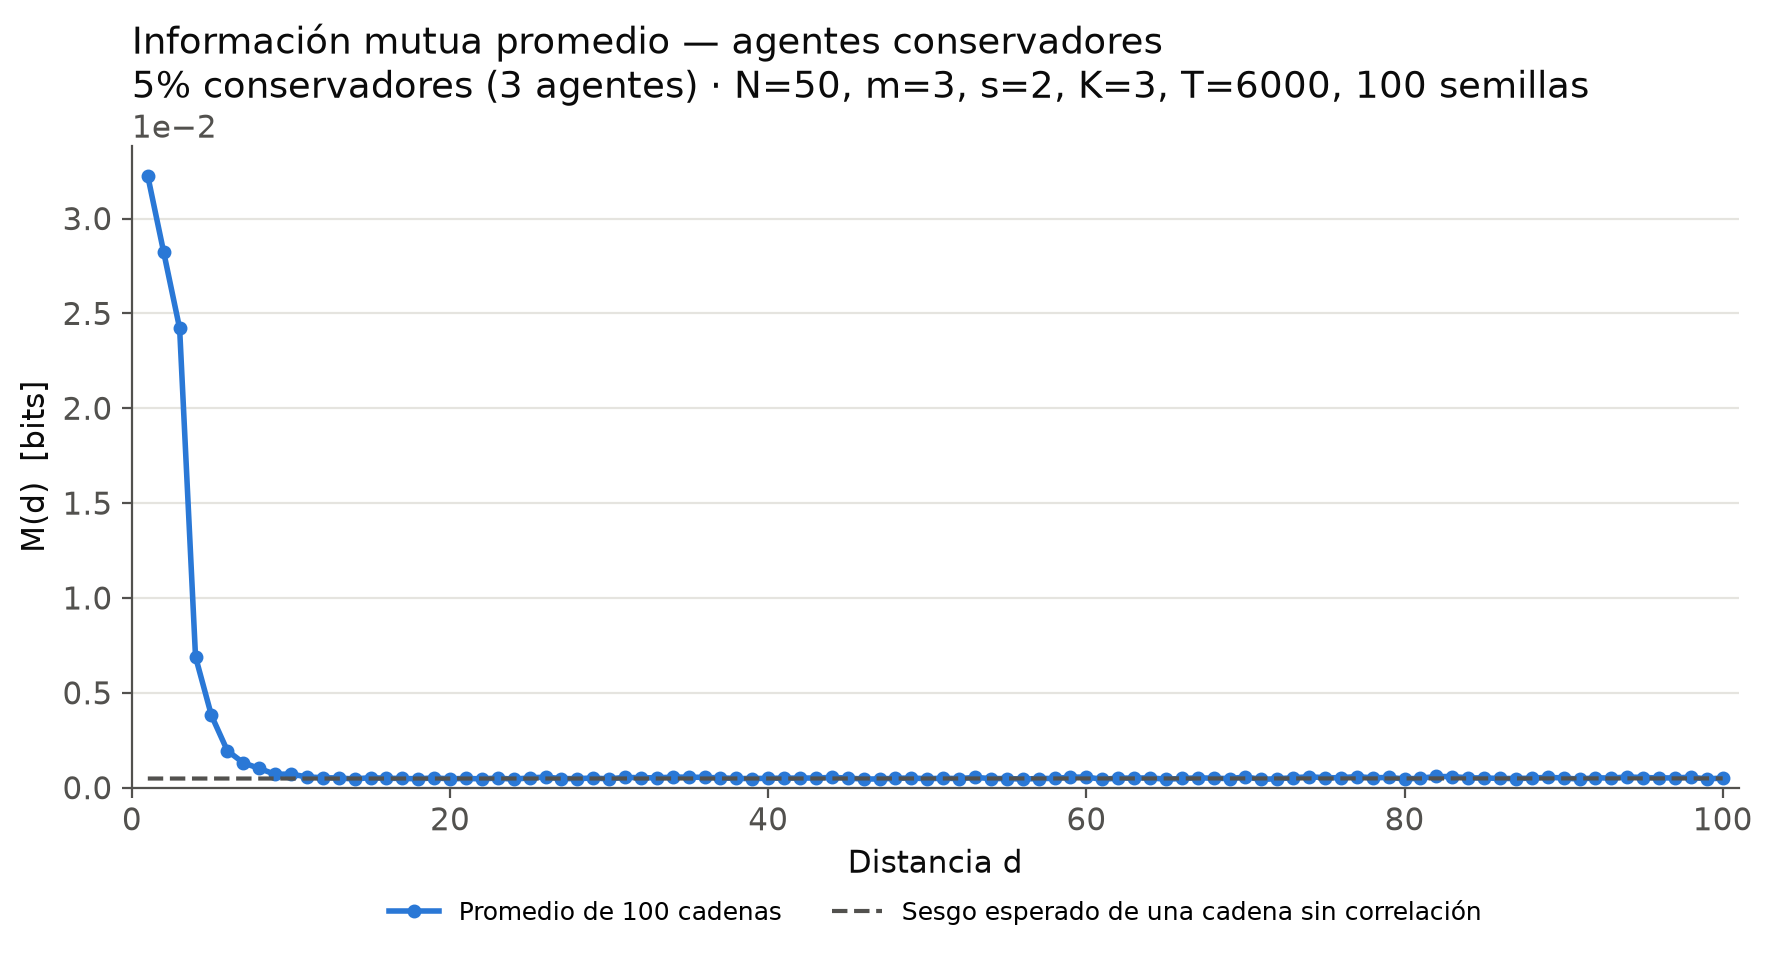 Información mutua promedio — agentes conservadores
5% conservadores (3 agentes) · N=50, m=3, s=2, K=3, T=6000, 100 semillas
1e−2
3.0
2.5
2.0
1.5
1.0
0.5
0.0
M(d) [bits]
0 20 40 60 80 100
Distancia d
Promedio de 100 cadenas
Sesgo esperado de una cadena sin correlación